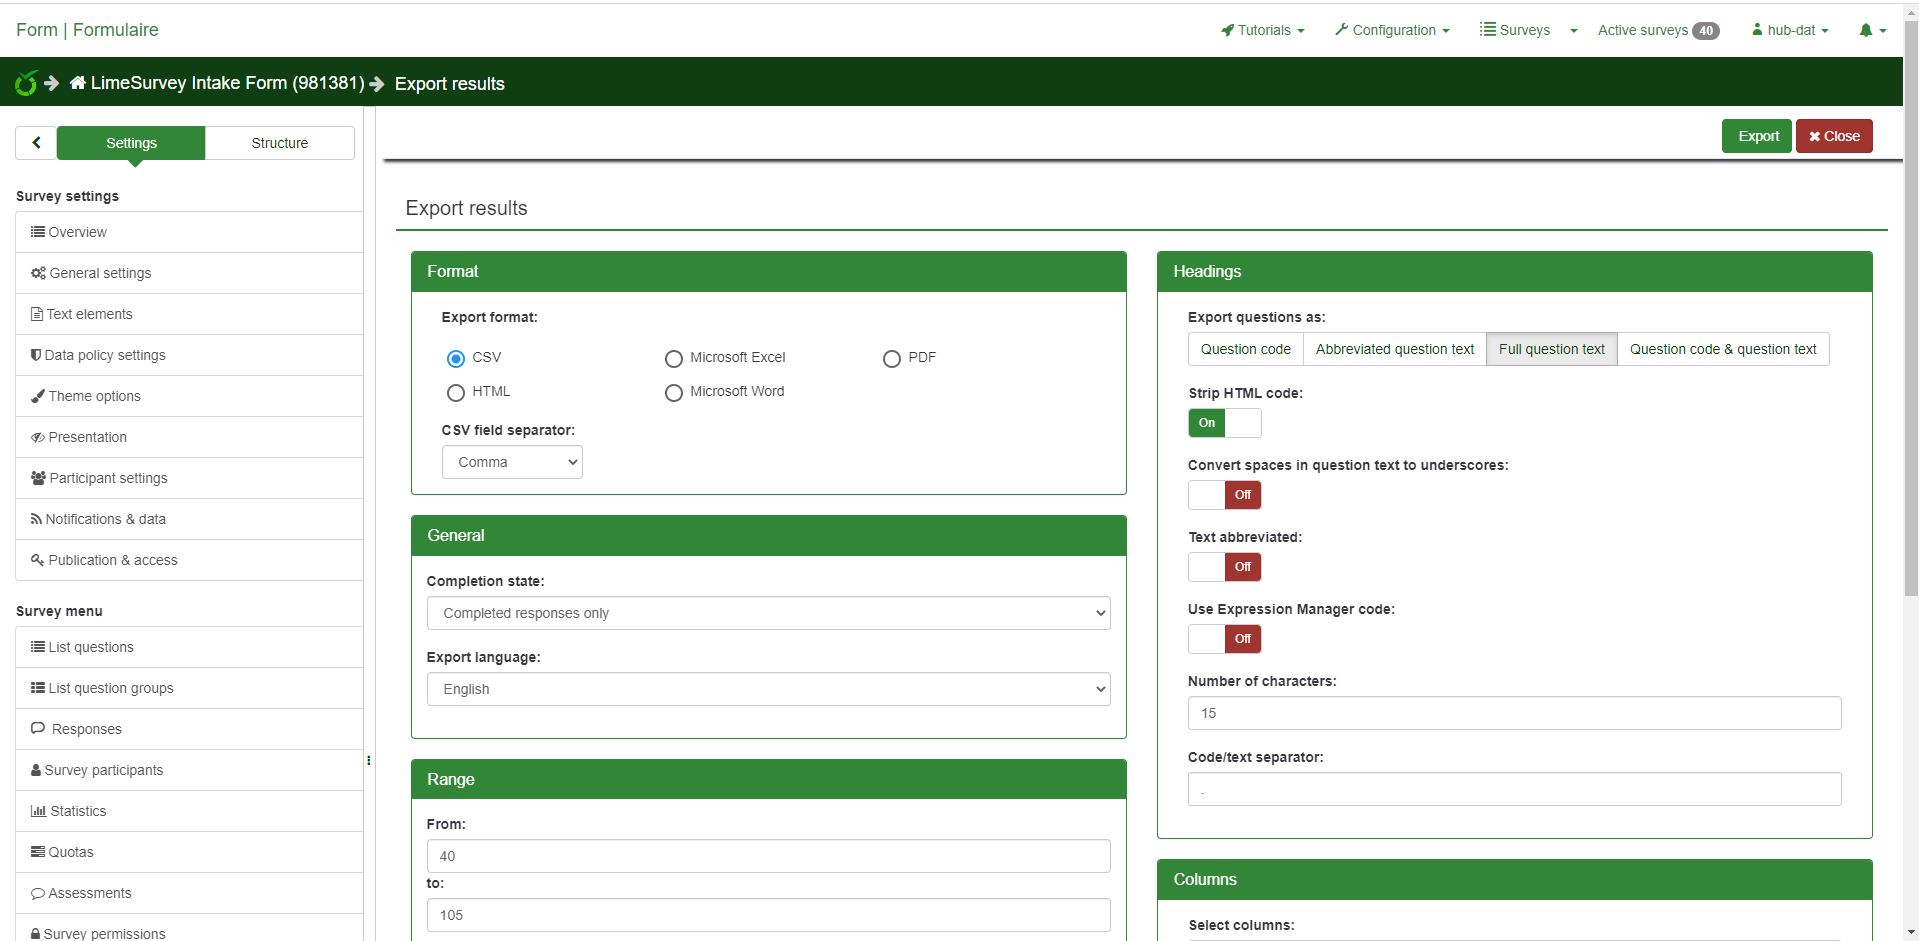 Form | Formulaire
Tutorials
Configuration
Surveys
Active surveys 40
hub-dat
LimeSurvey Intake Form (981381)
Export results
Settings
Structure
Export
Close
Survey settings
Overview
General settings
Text elements
Data policy settings
Theme options
Presentation
Participant settings
Notifications & data
Publication & access
Survey menu
List questions
List question groups
Responses
Survey participants
Statistics
Quotas
Assessments
Survey permissions
Export results
Format
Export format:
CSV
Microsoft Excel
PDF
HTML
Microsoft Word
CSV field separator:
Comma
General
Completion state:
Completed responses only
Export language:
English
Range
From:
40
to:
105
Headings
Export questions as:
Question code
Abbreviated question text
Full question text
Question code & question text
Strip HTML code:
On
Convert spaces in question text to underscores:
Off
Text abbreviated:
Off
Use Expression Manager code:
Off
Number of characters:
15
Code/text separator:
.
Columns
Select columns: